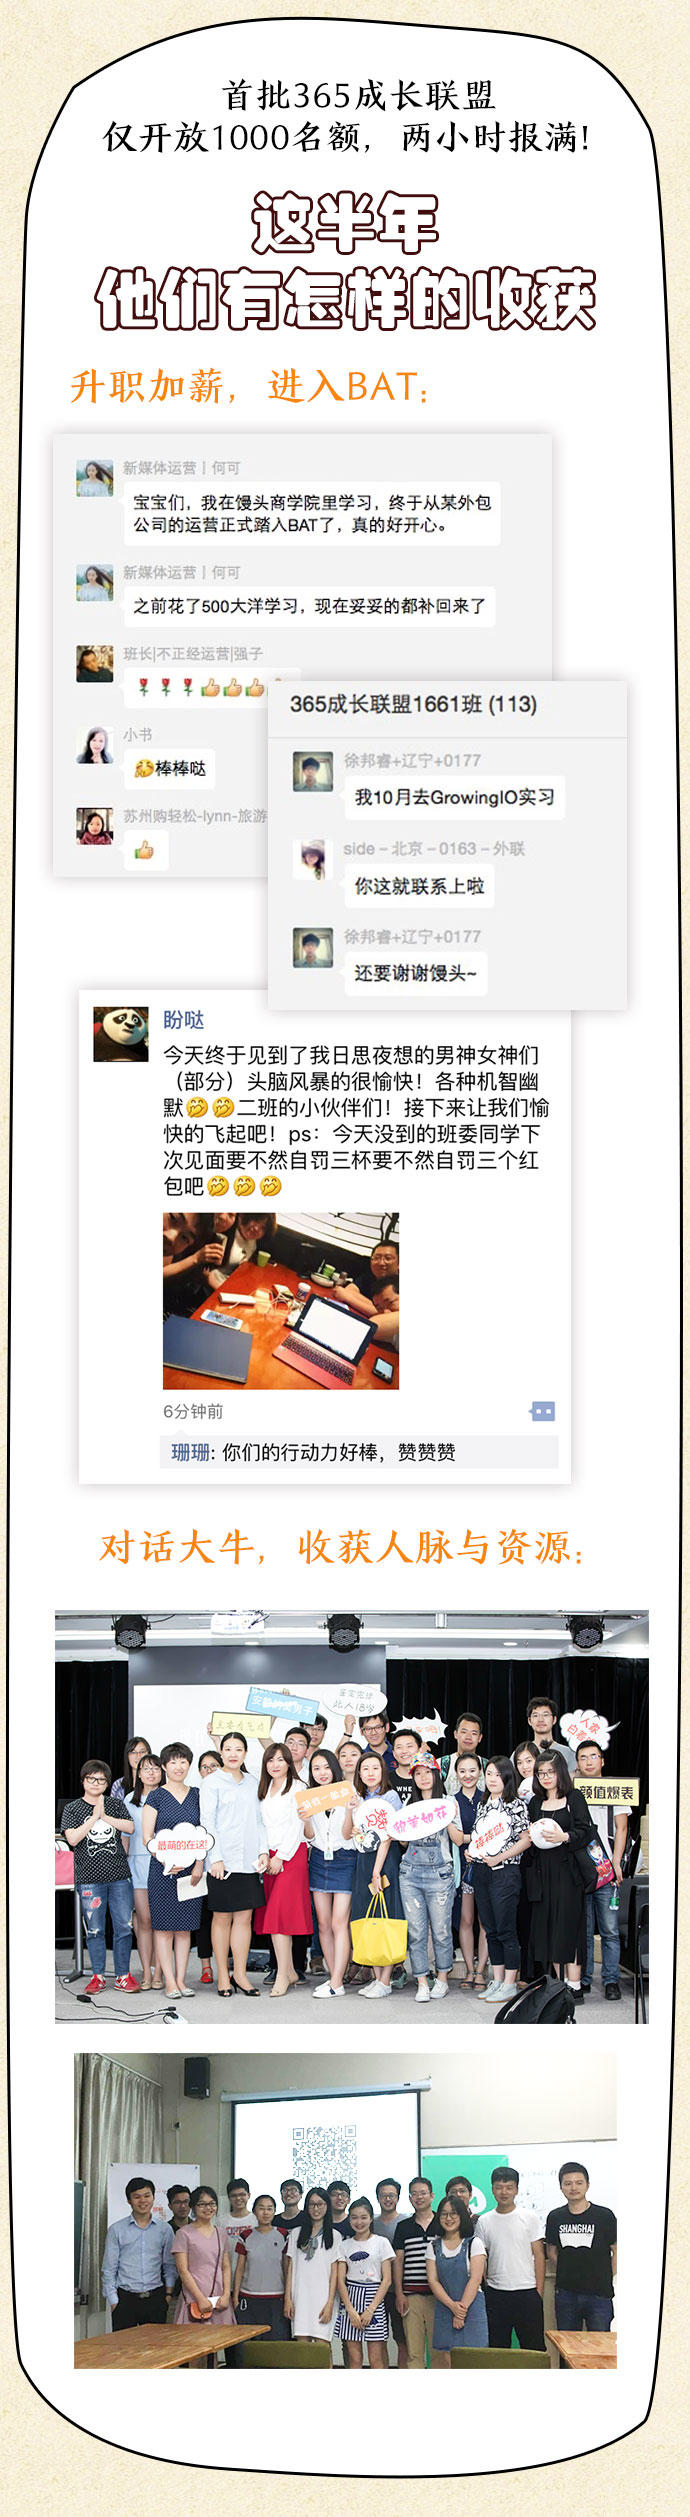 首批365成长联盟
仅开放1000名额，两小时报满!
这半年
他们有怎样的收获
升职加薪，进入BAT：
新媒体运营丨何可
宝宝们，我在馒头商学院里学习，终于从某外包
公司的运营正式踏入BAT了，真的好开心。
新媒体运营丨何可
之前花了500大洋学习，现在妥妥的都补回来了
班长|不正经运营|强子
🌹🌹🌹👍👍👍
小书
棒棒哒
苏州购轻松-lynn-旅游
👍
365成长联盟1661班 (113)
徐邦睿+辽宁+0177
我10月去GrowingIO实习
side – 北京 – 0163 – 外联
你这就联系上啦
徐邦睿+辽宁+0177
还要谢谢馒头~
盼哒
今天终于见到了我日思夜想的男神女神们
（部分）头脑风暴的很愉快！各种机智幽
默🤭🤭二班的小伙伴们！接下来让我们愉
快的飞起吧！ps：今天没到的班委同学下
次见面要不然自罚三杯要不然自罚三个红
包吧🤭🤭🤭
6分钟前
珊珊: 你们的行动力好棒，赞赞赞
对话大牛，收获人脉与资源：
此人18岁
人家
颜值爆表
最萌的在这!
约美如花
棒棒哒
WHE
SHANGHAI